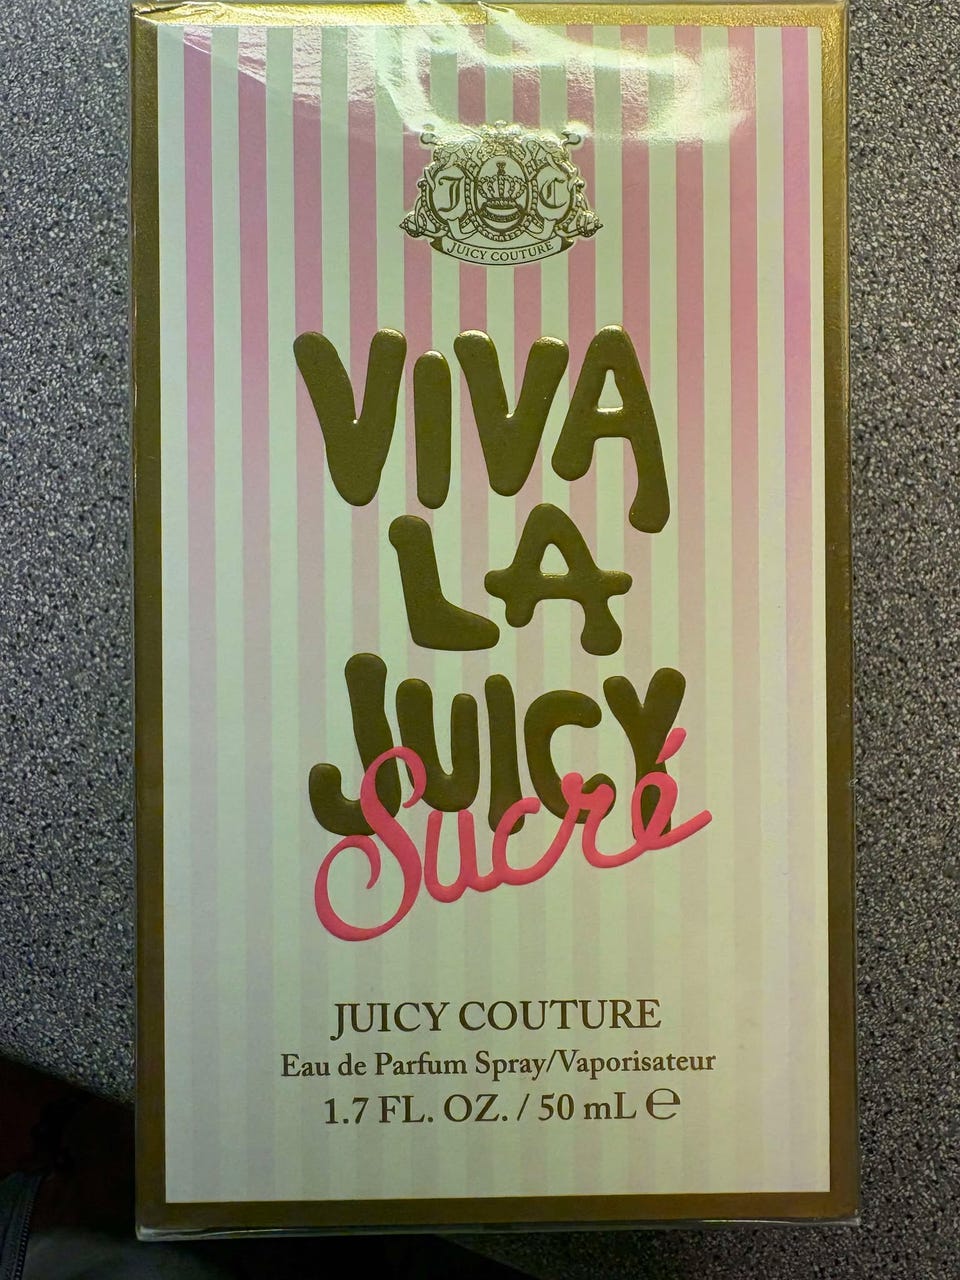 J C
JUICY COUTURE
VIVA
LA
JUICY
Sucré
JUICY COUTURE
Eau de Parfum Spray/Vaporisateur
1.7 FL. OZ. / 50 mL ℮